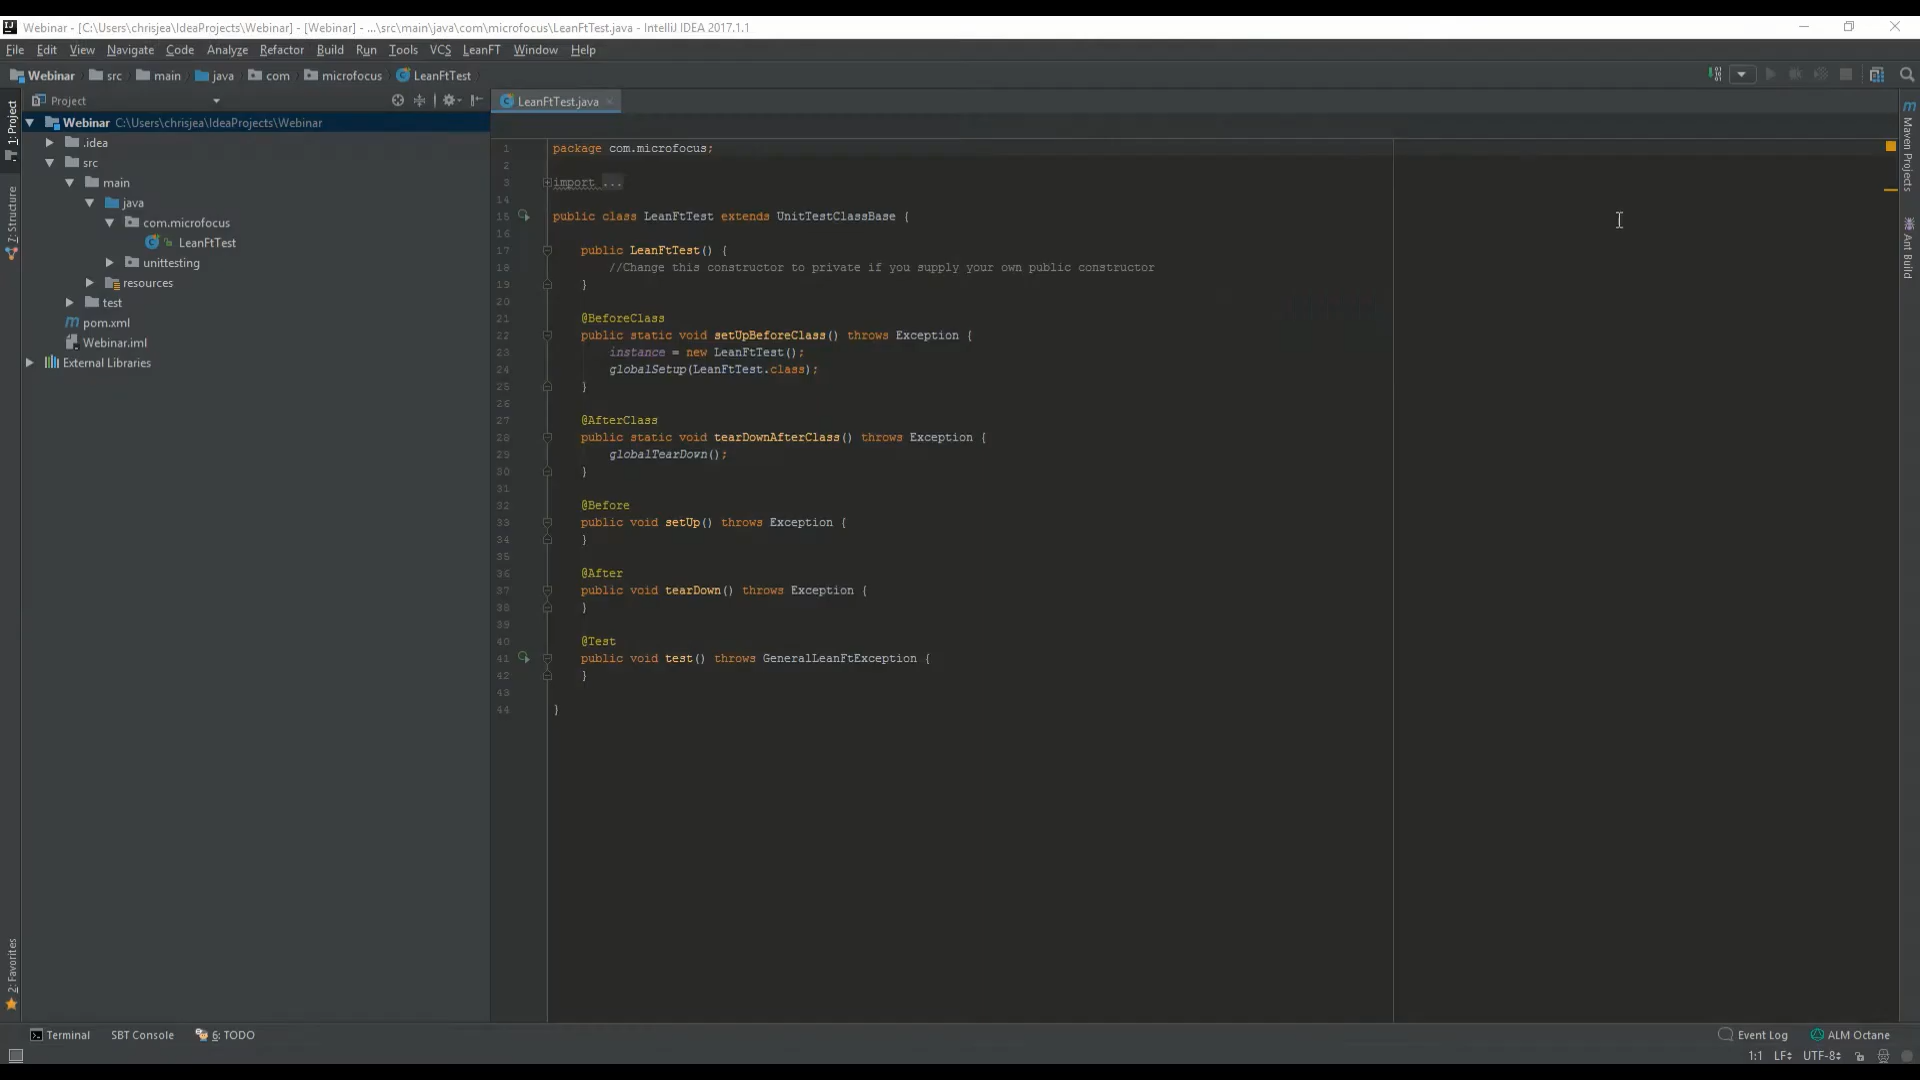 Webinar - [C:\Users\chrisjea\IdeaProjects\Webinar] - [Webinar] - ...\src\main\java\com\microfocus\LeanFtTest.java - IntelliJ IDEA 2017.1.1
File Edit View Navigate Code Analyze Refactor Build Run Tools VCS LeanFT Window Help
Webinar src main java com microfocus LeanFtTest
Project
LeanFtTest.java
1: Project
7: Structure
2: Favorites
Webinar C:\Users\chrisjea\IdeaProjects\Webinar
.idea
src
main
java
com.microfocus
LeanFtTest
unittesting
resources
test
pom.xml
Webinar.iml
External Libraries
1 package com.microfocus;
2
3 import ...
14
15 public class LeanFtTest extends UnitTestClassBase {
16
17 public LeanFtTest() {
18 //Change this constructor to private if you supply your own public constructor
19 }
20
21 @BeforeClass
22 public static void setUpBeforeClass() throws Exception {
23 instance = new LeanFtTest();
24 globalSetup(LeanFtTest.class);
25 }
26
27 @AfterClass
28 public static void tearDownAfterClass() throws Exception {
29 globalTearDown();
30 }
31
32 @Before
33 public void setUp() throws Exception {
34 }
35
36 @After
37 public void tearDown() throws Exception {
38 }
39
40 @Test
41 public void test() throws GeneralLeanFtException {
42 }
43
44 }
Maven Projects
Ant Build
Terminal SBT Console 6: TODO Event Log ALM Octane
1:1 LF UTF-8